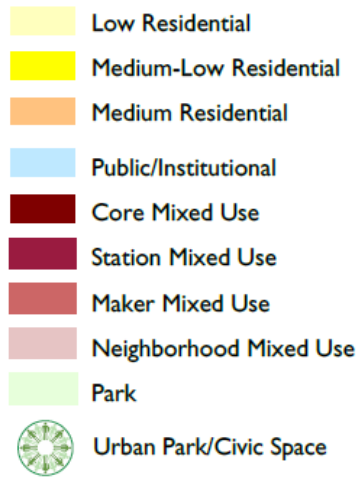 Low Residential
Medium-Low Residential
Medium Residential
Public/Institutional
Core Mixed Use
Station Mixed Use
Maker Mixed Use
Neighborhood Mixed Use
Park
Urban Park/Civic Space